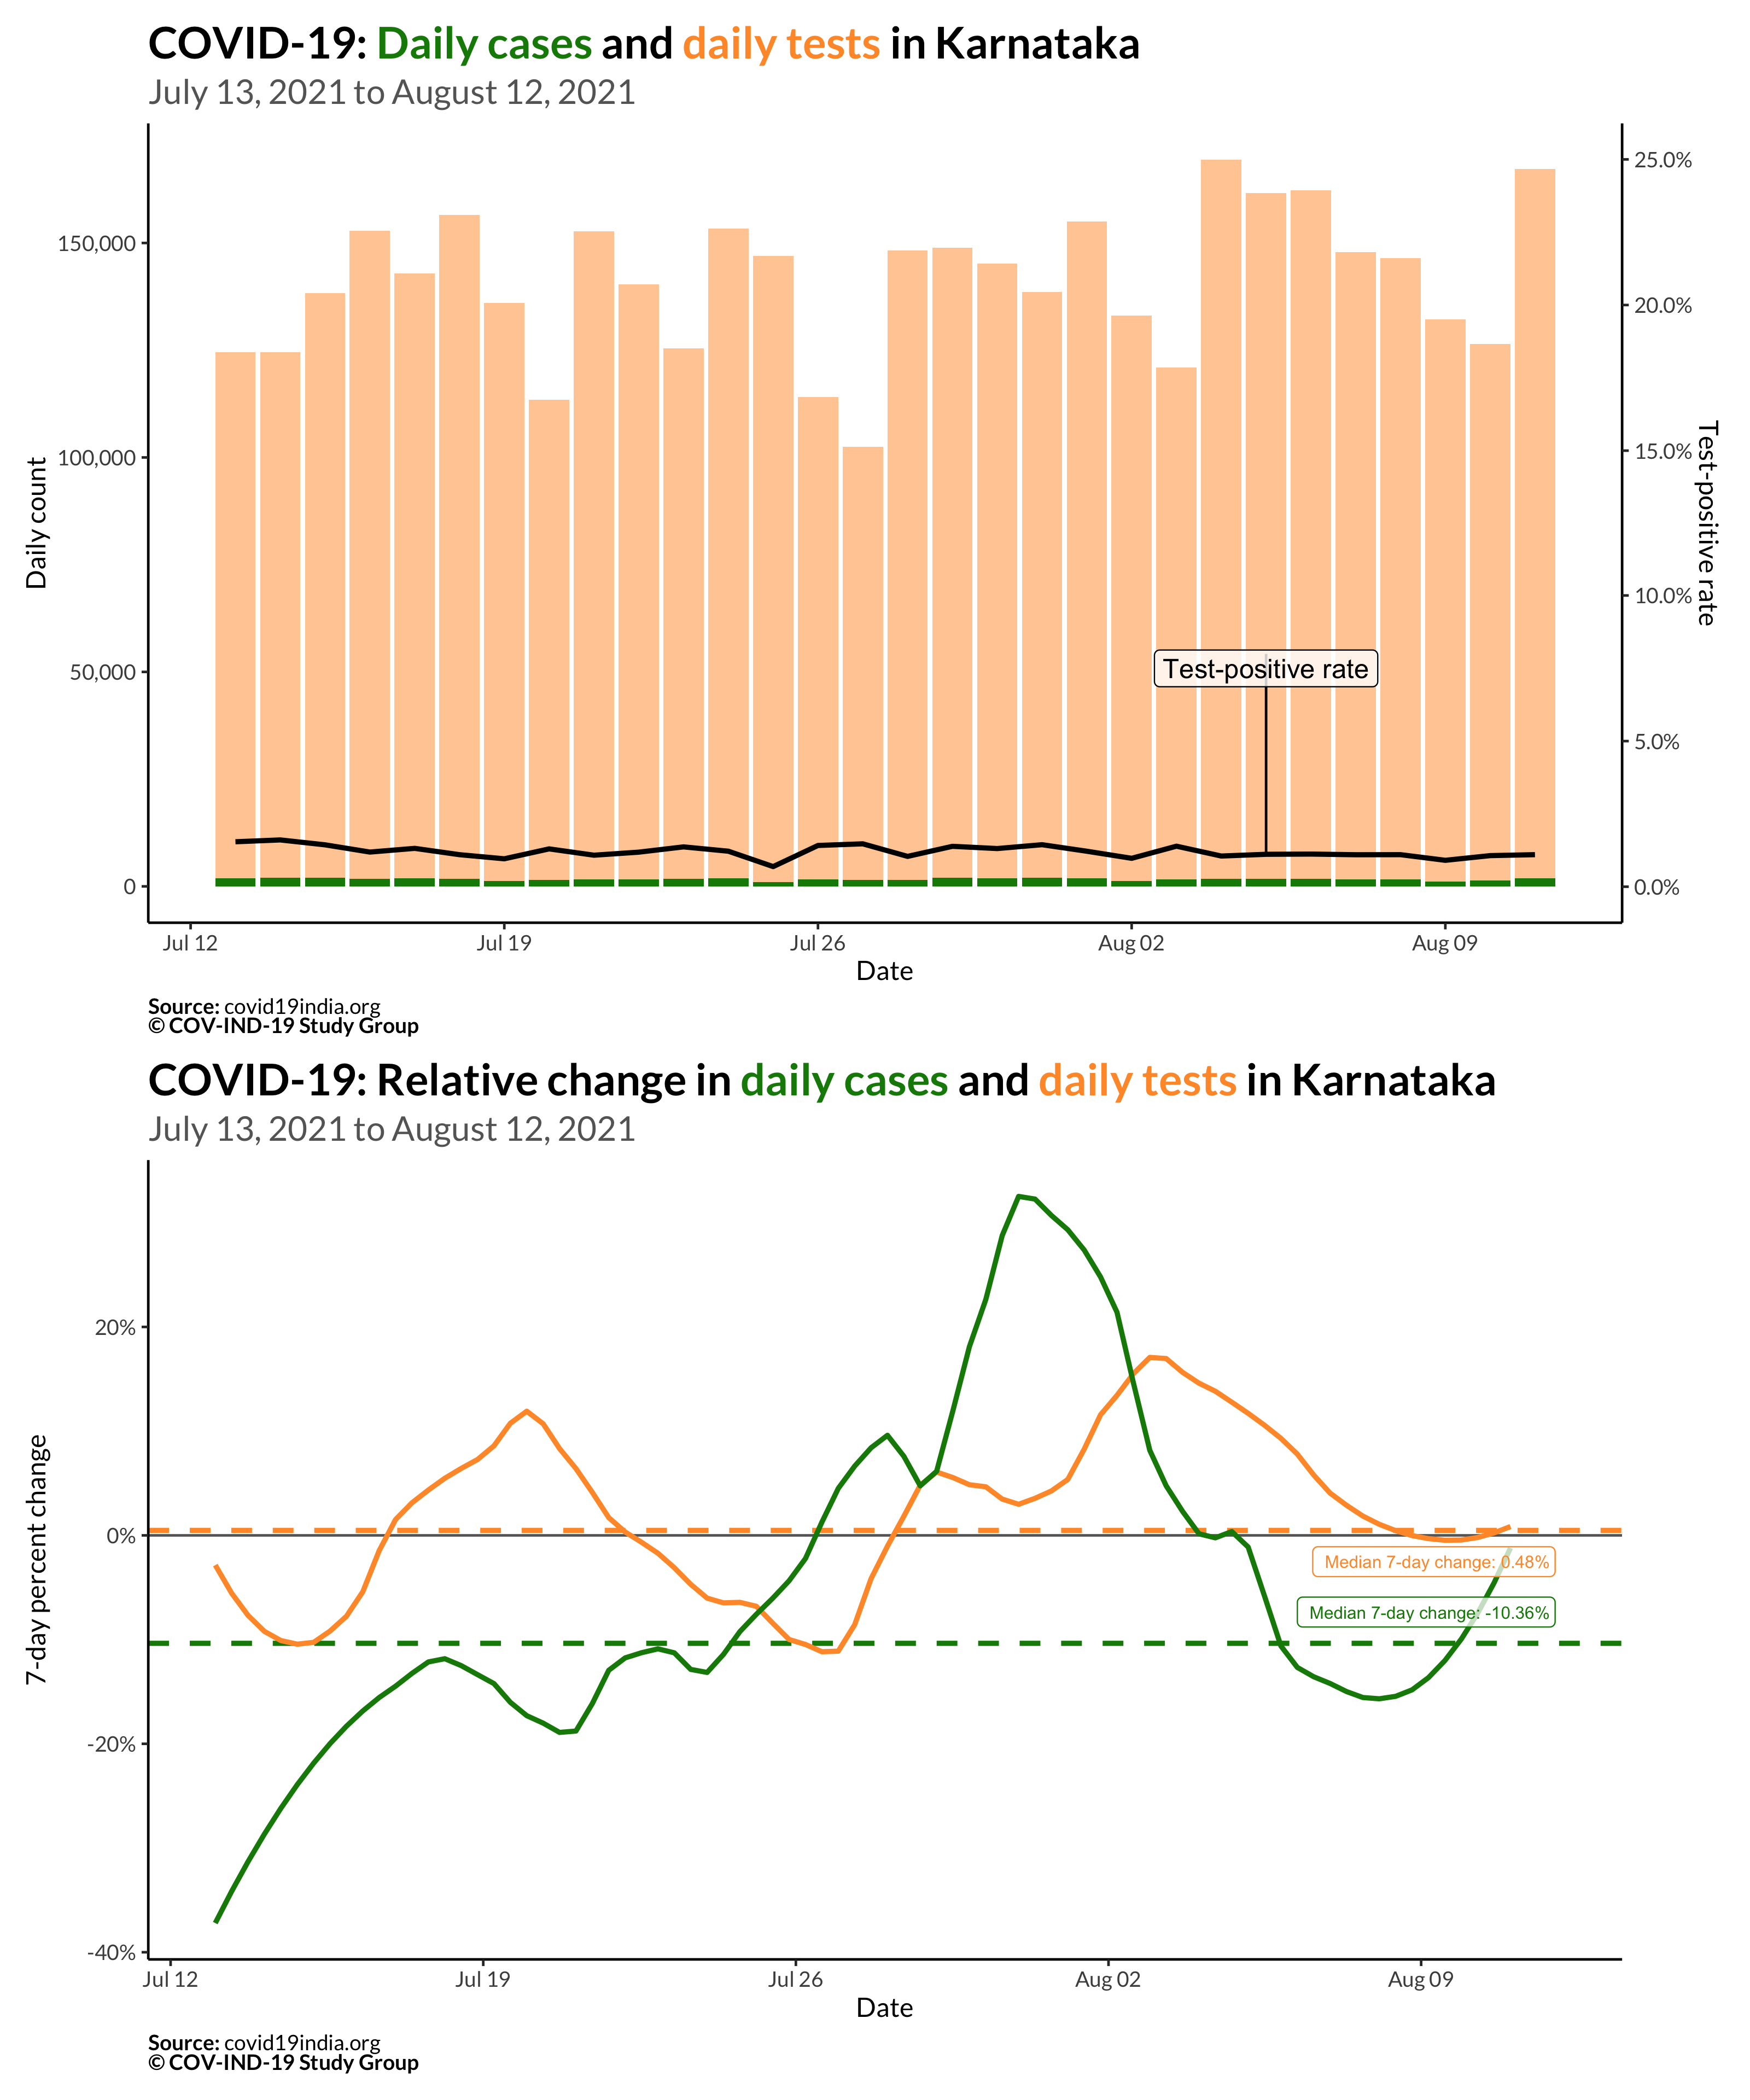 COVID-19: Daily cases and daily tests in Karnataka
July 13, 2021 to August 12, 2021
150,000
100,000
50,000
0
Daily count
25.0%
20.0%
15.0%
10.0%
5.0%
0.0%
Test-positive rate
Test-positive rate
Jul 12
Jul 19
Jul 26
Aug 02
Aug 09
Date
Source: covid19india.org
© COV-IND-19 Study Group
COVID-19: Relative change in daily cases and daily tests in Karnataka
July 13, 2021 to August 12, 2021
20%
0%
-20%
-40%
7-day percent change
Median 7-day change: 0.48%
Median 7-day change: -10.36%
Jul 12
Jul 19
Jul 26
Aug 02
Aug 09
Date
Source: covid19india.org
© COV-IND-19 Study Group